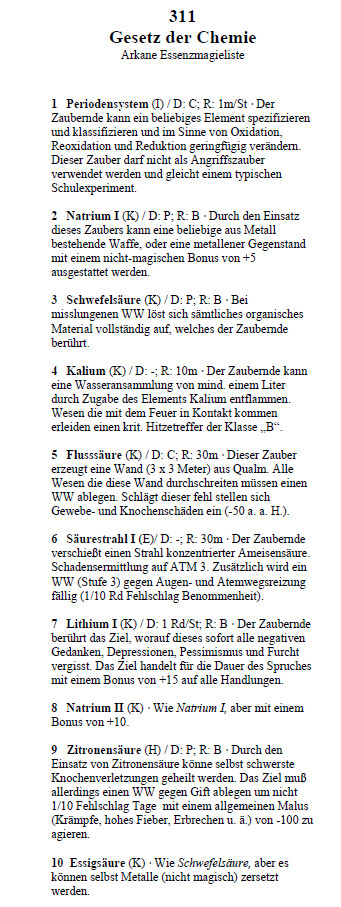 311
Gesetz der Chemie
Arkane Essenzmagieliste
1 Periodensystem (I) / D: C; R: 1m/St · Der
Zaubernde kann ein beliebiges Element spezifizieren
und klassifizieren und im Sinne von Oxidation,
Reoxidation und Reduktion geringfügig verändern.
Dieser Zauber darf nicht als Angriffszauber
verwendet werden und gleicht einem typischen
Schulexperiment.
2 Natrium I (K) / D: P; R: B · Durch den Einsatz
dieses Zaubers kann eine beliebige aus Metall
bestehende Waffe, oder eine metallener Gegenstand
mit einem nicht-magischen Bonus von +5
ausgestattet werden.
3 Schwefelsäure (K) / D: P; R: B · Bei
misslungenen WW löst sich sämtliches organisches
Material vollständig auf, welches der Zaubernde
berührt.
4 Kalium (K) / D: -; R: 10m · Der Zaubernde kann
eine Wasseransammlung von mind. einem Liter
durch Zugabe des Elements Kalium entflammen.
Wesen die mit dem Feuer in Kontakt kommen
erleiden einen krit. Hitzetreffer der Klasse „B“.
5 Flusssäure (K) / D: C; R: 30m · Dieser Zauber
erzeugt eine Wand (3 x 3 Meter) aus Qualm. Alle
Wesen die diese Wand durchschreiten müssen einen
WW ablegen. Schlägt dieser fehl stellen sich
Gewebe- und Knochenschäden ein (-50 a. a. H.).
6 Säurestrahl I (E)/ D: -; R: 30m · Der Zaubernde
verschießt einen Strahl konzentrierter Ameisensäure.
Schadensermittlung auf ATM 3. Zusätzlich wird ein
WW (Stufe 3) gegen Augen- und Atemwegsreizung
fällig (1/10 Rd Fehlschlag Benommenheit).
7 Lithium I (K) / D: 1 Rd/St; R: B · Der Zaubernde
berührt das Ziel, worauf dieses sofort alle negativen
Gedanken, Depressionen, Pessimismus und Furcht
vergisst. Das Ziel handelt für die Dauer des Spruches
mit einem Bonus von +15 auf alle Handlungen.
8 Natrium II (K) · Wie Natrium I, aber mit einem
Bonus von +10.
9 Zitronensäure (H) / D: P; R: B · Durch den
Einsatz von Zitronensäure könne selbst schwerste
Knochenverletzungen geheilt werden. Das Ziel muß
allerdings einen WW gegen Gift ablegen um nicht
1/10 Fehlschlag Tage mit einem allgemeinen Malus
(Krämpfe, hohes Fieber, Erbrechen u. ä.) von -100 zu
agieren.
10 Essigsäure (K) · Wie Schwefelsäure, aber es
können selbst Metalle (nicht magisch) zersetzt
werden.